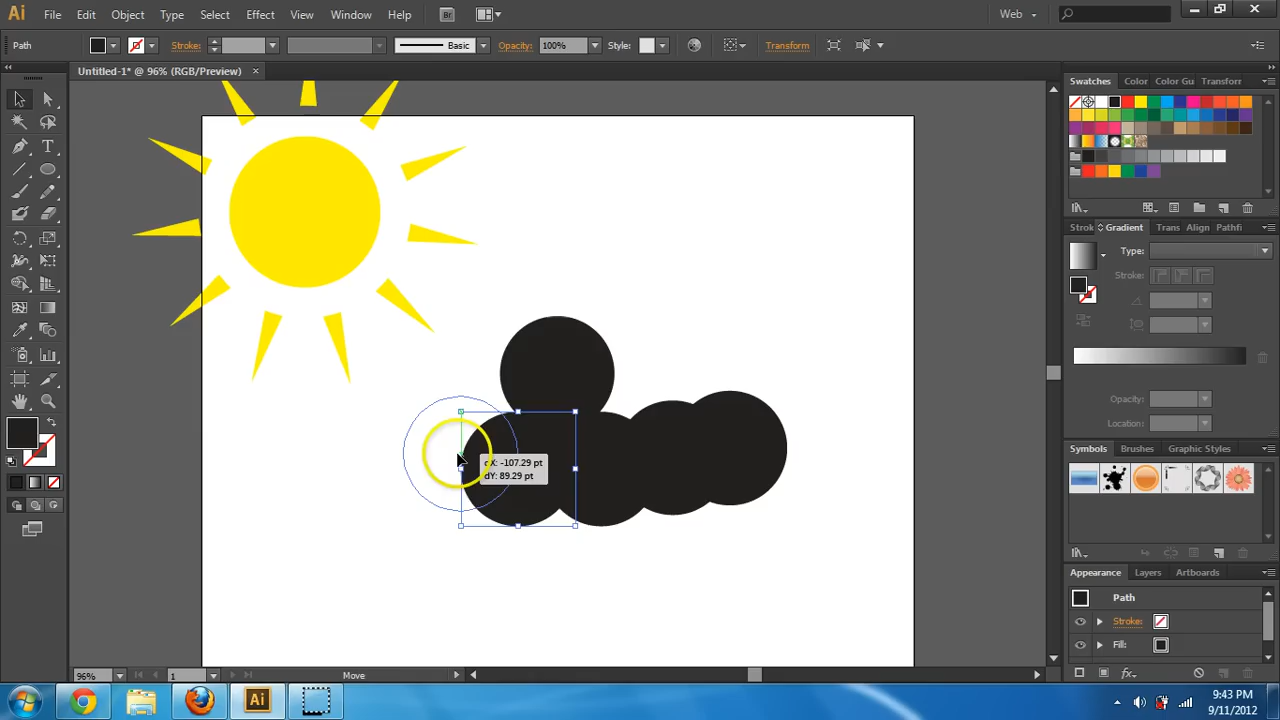 Ai File Edit Object Type Select Effect View Window Help Br Web
Path Stroke: Basic Opacity: 100% Style: Transform
Untitled-1* @ 96% (RGB/Preview)
Swatches Color Color Gu Transform
Strok Gradient Trans Align Pathfi
Type:
Stroke:
Opacity:
Location:
dX: -107.29 pt
dY: 89.29 pt
Symbols Brushes Graphic Styles
Appearance Layers Artboards
Path
Stroke:
Fill:
fx
96% 1 Move
Ai
9:43 PM
9/11/2012